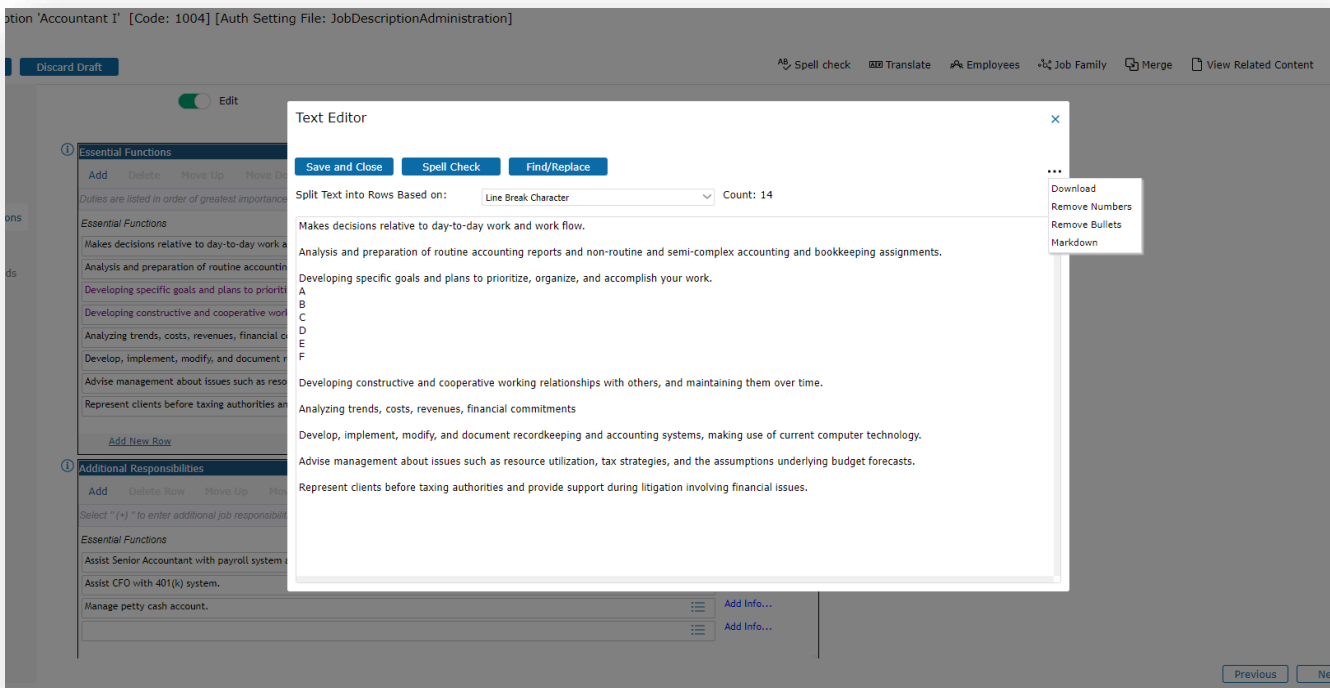 'Accountant I' [Code: 1004] [Auth Setting File: JobDescriptionAdministration]
Discard Draft
Spell check
Translate
Employees
Job Family
Merge
View Related Content
Edit
Text Editor
Essential Functions
Add Delete Move Up Move
Duties are listed in order of greatest importance
Essential Functions
Makes decisions relative to day-to-day work
Analysis and preparation of routine
Developing specific goals and plans to
Developing constructive and cooperative
Analyzing trends, costs, revenues, financial
Develop, implement, modify, and document
Advise management about issues such as
Represent clients before taxing authorities
Add New Row
Save and Close
Spell Check
Find/Replace
...
Split Text into Rows Based on:
Line Break Character
Count: 14
Download
Remove Numbers
Remove Bullets
Markdown
Makes decisions relative to day-to-day work and work flow.
Analysis and preparation of routine accounting reports and non-routine and semi-complex accounting and bookkeeping assignments.
Developing specific goals and plans to prioritize, organize, and accomplish your work.
A
B
C
D
E
F
Developing constructive and cooperative working relationships with others, and maintaining them over time.
Analyzing trends, costs, revenues, financial commitments
Develop, implement, modify, and document recordkeeping and accounting systems, making use of current computer technology.
Advise management about issues such as resource utilization, tax strategies, and the assumptions underlying budget forecasts.
Represent clients before taxing authorities and provide support during litigation involving financial issues.
Additional Responsibilities
Add Delete Row Move Up
Select "(+) "to enter additional job
Essential Functions
Assist Senior Accountant with payroll system
Assist CFO with 401(k) system.
Manage petty cash account.
Add Info...
Add Info...
Previous